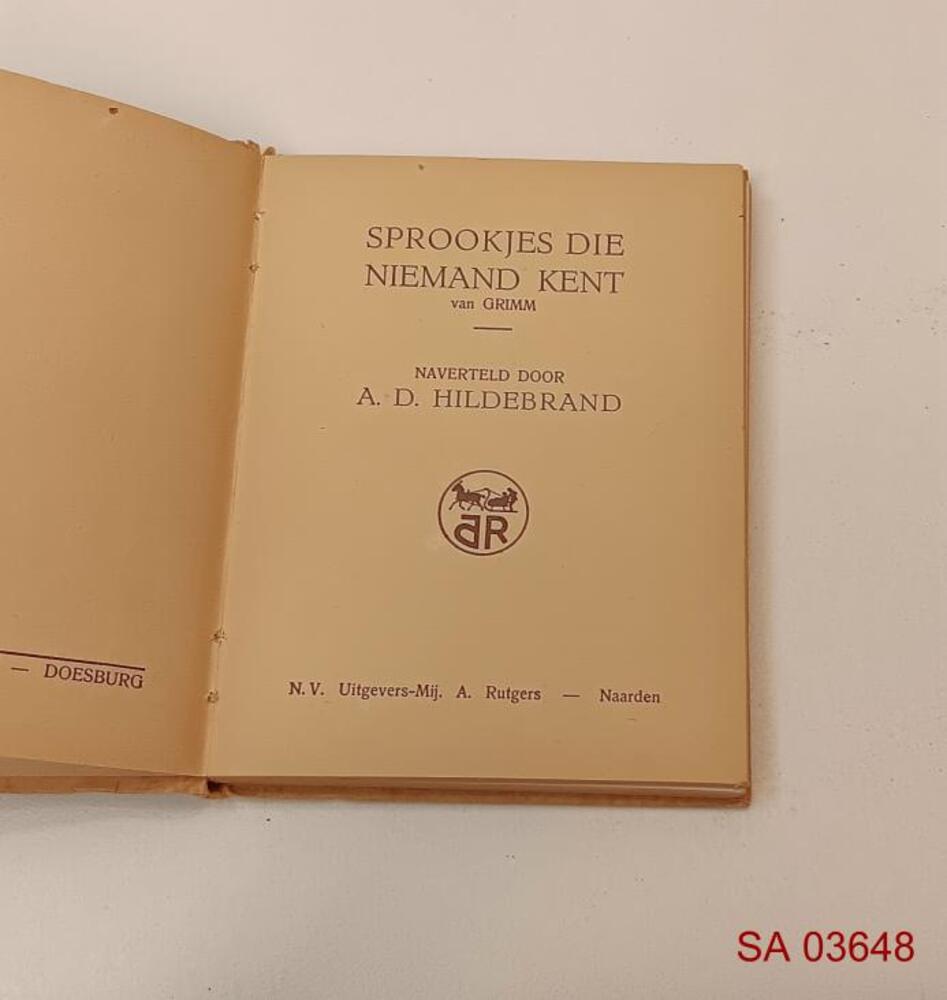 — DOESBURG
SPROOKJES DIE
NIEMAND KENT
van GRIMM
NAVERTELD DOOR
A. D. HILDEBRAND
aR
N.V. Uitgevers-Mij. A. Rutgers — Naarden
SA 03648